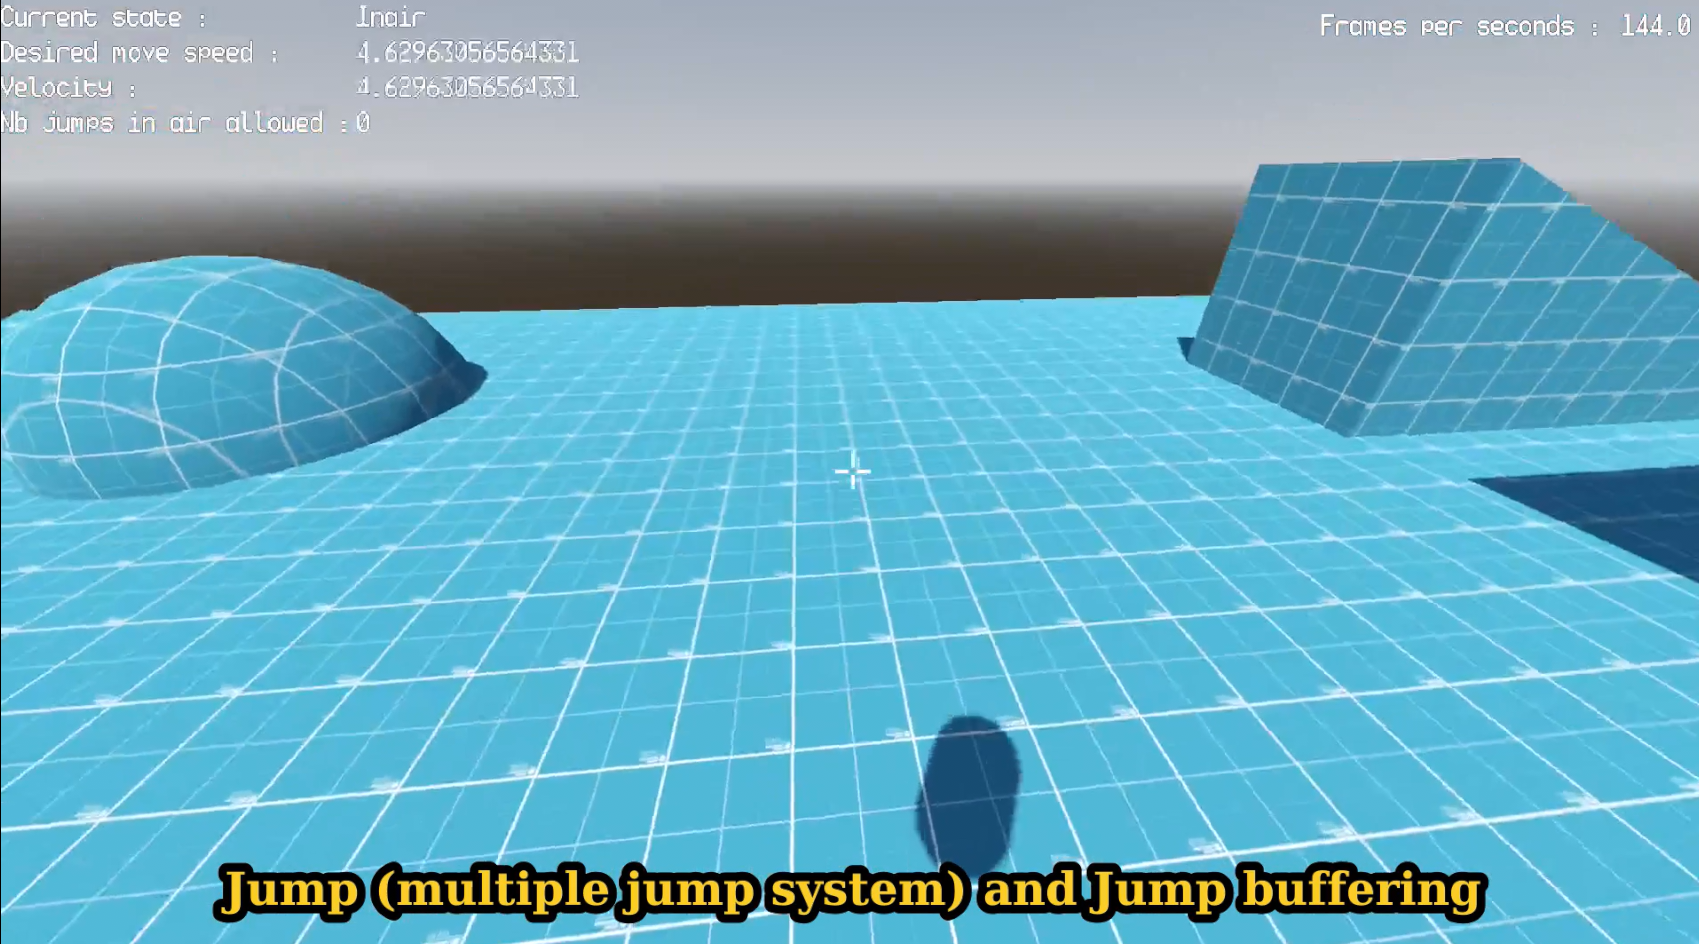 Current state : Inair
Desired move speed : 4.62963056564331
Velocity : 4.62963056564331
Nb jumps in air allowed : 0
Frames per seconds : 144.0
Jump (multiple jump system) and Jump buffering